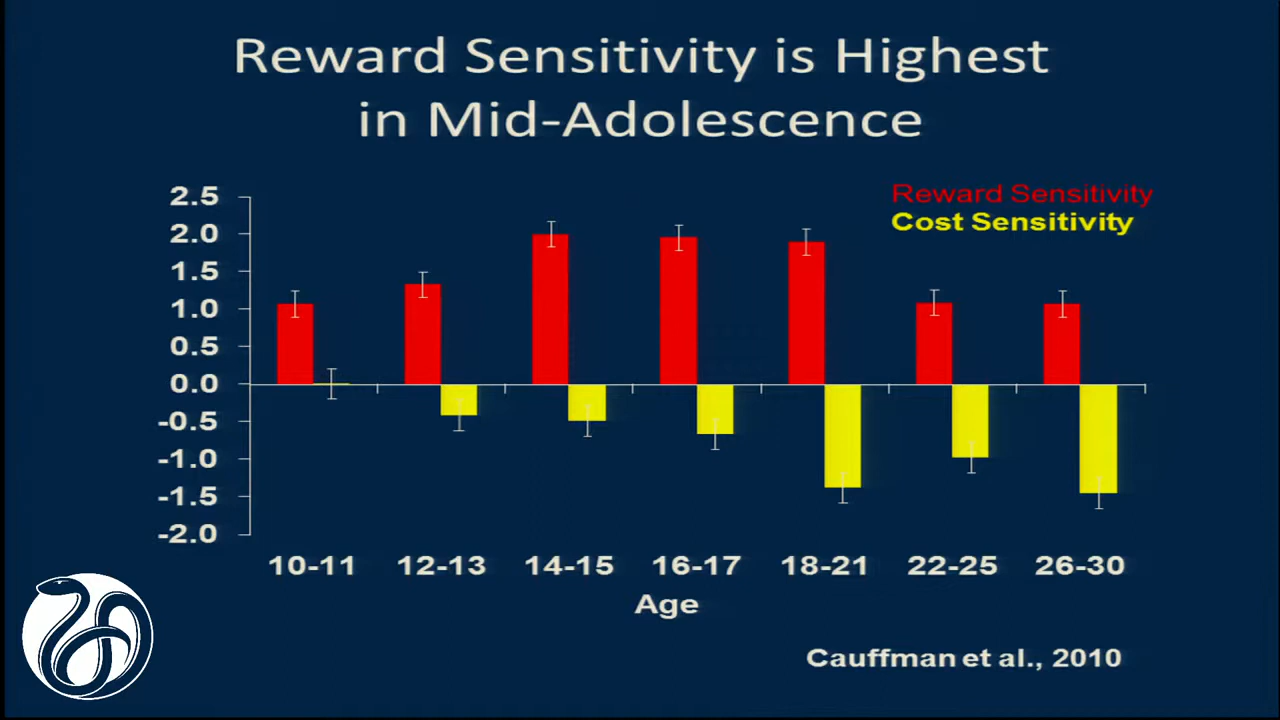 Reward Sensitivity is Highest
in Mid-Adolescence
Reward Sensitivity
Cost Sensitivity
2.5
2.0
1.5
1.0
0.5
0.0
-0.5
-1.0
-1.5
-2.0
10-11 12-13 14-15 16-17 18-21 22-25 26-30
Age
Cauffman et al., 2010